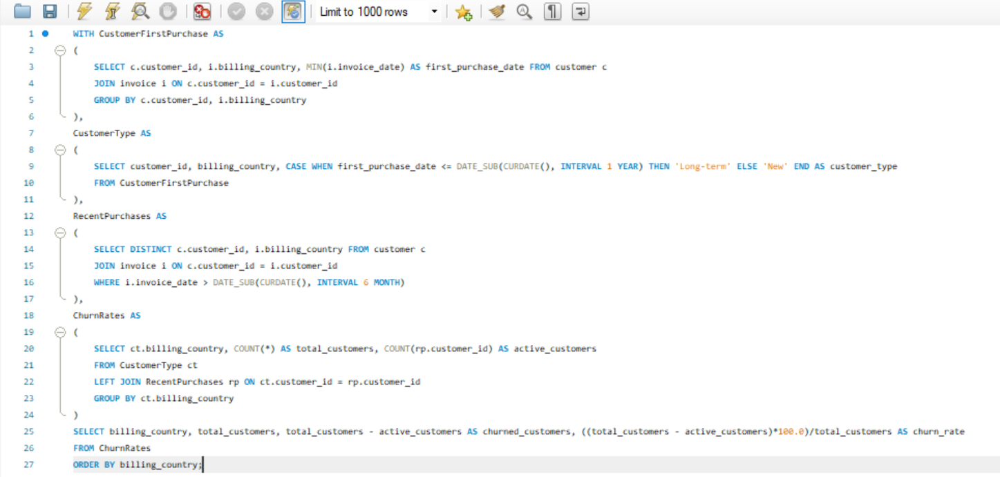 Limit to 1000 rows
1 WITH CustomerFirstPurchase AS
2 (
3 SELECT c.customer_id, i.billing_country, MIN(i.invoice_date) AS first_purchase_date FROM customer c
4 JOIN invoice i ON c.customer_id = i.customer_id
5 GROUP BY c.customer_id, i.billing_country
6 ),
7 CustomerType AS
8 (
9 SELECT customer_id, billing_country, CASE WHEN first_purchase_date <= DATE_SUB(CURDATE(), INTERVAL 1 YEAR) THEN 'Long-term' ELSE 'New' END AS customer_type
10 FROM CustomerFirstPurchase
11 ),
12 RecentPurchases AS
13 (
14 SELECT DISTINCT c.customer_id, i.billing_country FROM customer c
15 JOIN invoice i ON c.customer_id = i.customer_id
16 WHERE i.invoice_date > DATE_SUB(CURDATE(), INTERVAL 6 MONTH)
17 ),
18 ChurnRates AS
19 (
20 SELECT ct.billing_country, COUNT(*) AS total_customers, COUNT(rp.customer_id) AS active_customers
21 FROM CustomerType ct
22 LEFT JOIN RecentPurchases rp ON ct.customer_id = rp.customer_id
23 GROUP BY ct.billing_country
24 )
25 SELECT billing_country, total_customers, total_customers - active_customers AS churned_customers, ((total_customers - active_customers)*100.0)/total_customers AS churn_rate
26 FROM ChurnRates
27 ORDER BY billing_country;